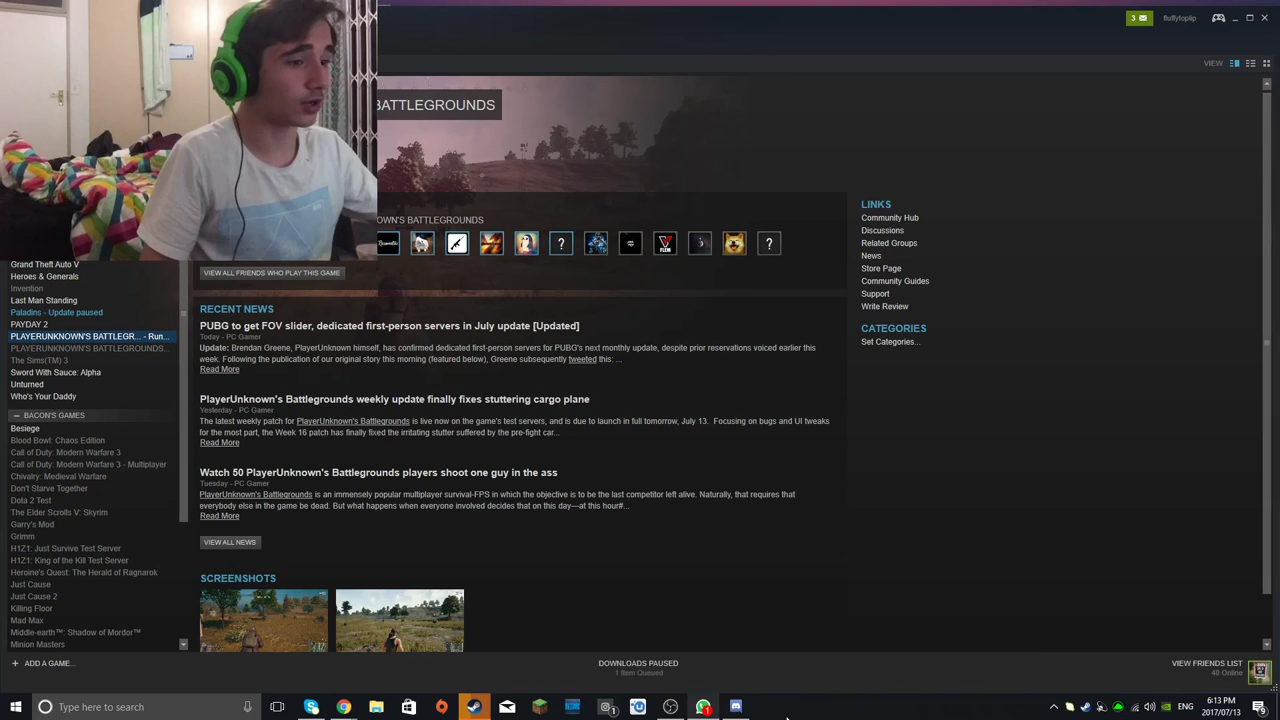 3
fluffytoplip
VIEW
BATTLEGROUNDS
OWN'S BATTLEGROUNDS
VIEW ALL FRIENDS WHO PLAY THIS GAME
LINKS
Community Hub
Discussions
Related Groups
News
Store Page
Community Guides
Support
Write Review
CATEGORIES
Set Categories...
Grand Theft Auto V
Heroes & Generals
Invention
Last Man Standing
Paladins - Update paused
PAYDAY 2
PLAYERUNKNOWN'S BATTLEGR... - Run...
PLAYERUNKNOWN'S BATTLEGROUNDS...
The Sims(TM) 3
Sword With Sauce: Alpha
Unturned
Who's Your Daddy
BACON'S GAMES
Besiege
Blood Bowl: Chaos Edition
Call of Duty: Modern Warfare 3
Call of Duty: Modern Warfare 3 - Multiplayer
Chivalry: Medieval Warfare
Don't Starve Together
Dota 2 Test
The Elder Scrolls V: Skyrim
Garry's Mod
Grimm
H1Z1: Just Survive Test Server
H1Z1: King of the Kill Test Server
Heroine's Quest: The Herald of Ragnarok
Just Cause
Just Cause 2
Killing Floor
Mad Max
Middle-earth™: Shadow of Mordor™
Minion Masters
RECENT NEWS
PUBG to get FOV slider, dedicated first-person servers in July update [Updated]
Today - PC Gamer
Update: Brendan Greene, PlayerUnknown himself, has confirmed dedicated first-person servers for PUBG's next monthly update, despite prior reservations voiced earlier this
week. Following the publication of our original story this morning (featured below), Greene subsequently tweeted this: ...
Read More
PlayerUnknown's Battlegrounds weekly update finally fixes stuttering cargo plane
Yesterday - PC Gamer
The latest weekly patch for PlayerUnknown's Battlegrounds is live now on the game's test servers, and is due to launch in full tomorrow, July 13. Focusing on bugs and UI tweaks
for the most part, the Week 16 patch has finally fixed the irritating stutter suffered by the pre-fight car...
Read More
Watch 50 PlayerUnknown's Battlegrounds players shoot one guy in the ass
Tuesday - PC Gamer
PlayerUnknown's Battlegrounds is an immensely popular multiplayer survival-FPS in which the objective is to be the last competitor left alive. Naturally, that requires that
everybody else in the game be dead. But what happens when everyone involved decides that on this day—at this hour#...
Read More
VIEW ALL NEWS
SCREENSHOTS
+ ADD A GAME...
DOWNLOADS PAUSED
1 Item Queued
VIEW FRIENDS LIST
40 Online
Type here to search
1
1
ENG
6:13 PM
2017/07/13
2